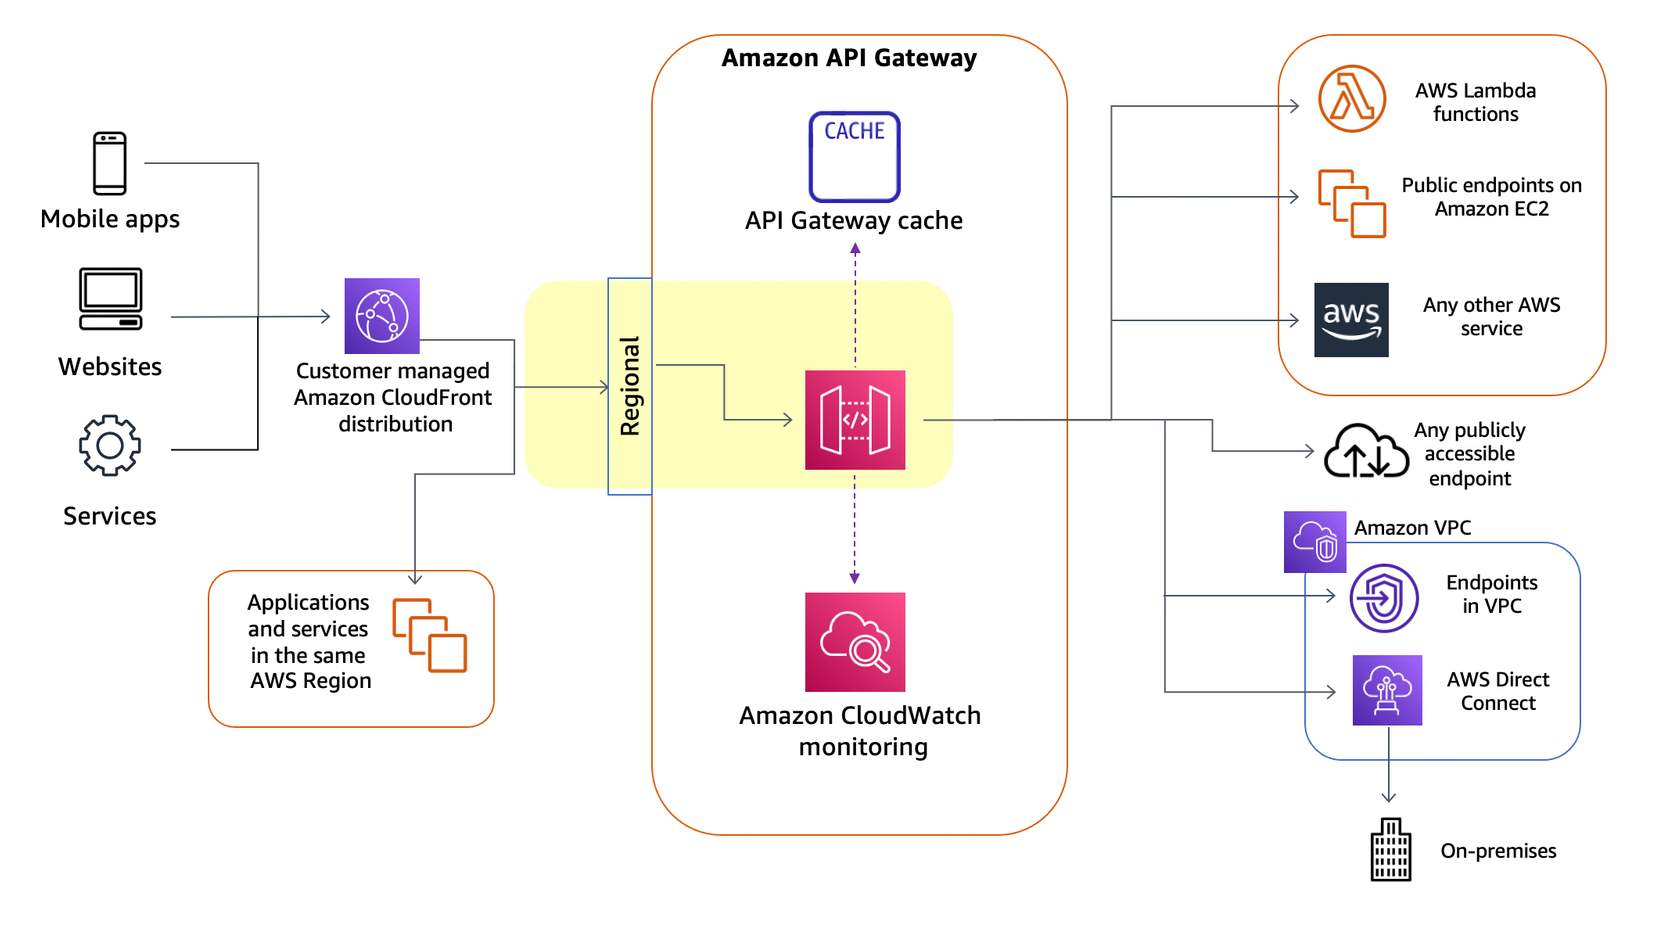 Amazon API Gateway
CACHE
API Gateway cache
Mobile apps
Websites
Services
Customer managed
Amazon CloudFront
distribution
Regional
</>
Applications
and services
in the same
AWS Region
Amazon CloudWatch
monitoring
AWS Lambda
functions
Public endpoints on
Amazon EC2
aws
Any other AWS
service
Any publicly
accessible
endpoint
Amazon VPC
Endpoints
in VPC
AWS Direct
Connect
On-premises